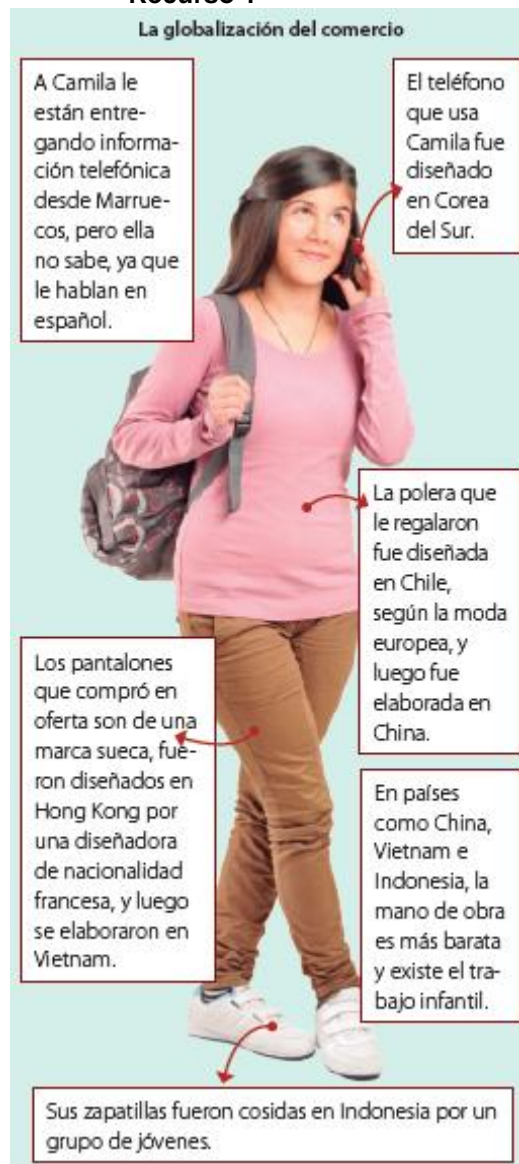 La globalización del comercio
A Camila le
están entre-
gando informa-
ción telefónica
desde Marrue-
cos, pero ella
no sabe, ya que
le hablan en
español.
El teléfono
que usa
Camila fue
diseñado
en Corea
del Sur.
La polera que
le regalaron
fue diseñada
en Chile,
según la moda
europea, y
luego fue
elaborada en
China.
Los pantalones
que compró en
oferta son de una
marca sueca, fue-
ron diseñados en
Hong Kong por
una diseñadora
de nacionalidad
francesa, y luego
se elaboraron en
Vietnam.
En países
como China,
Vietnam e
Indonesia, la
mano de obra
es más barata
y existe el tra-
bajo infantil.
Sus zapatillas fueron cosidas en Indonesia por un
grupo de jóvenes.